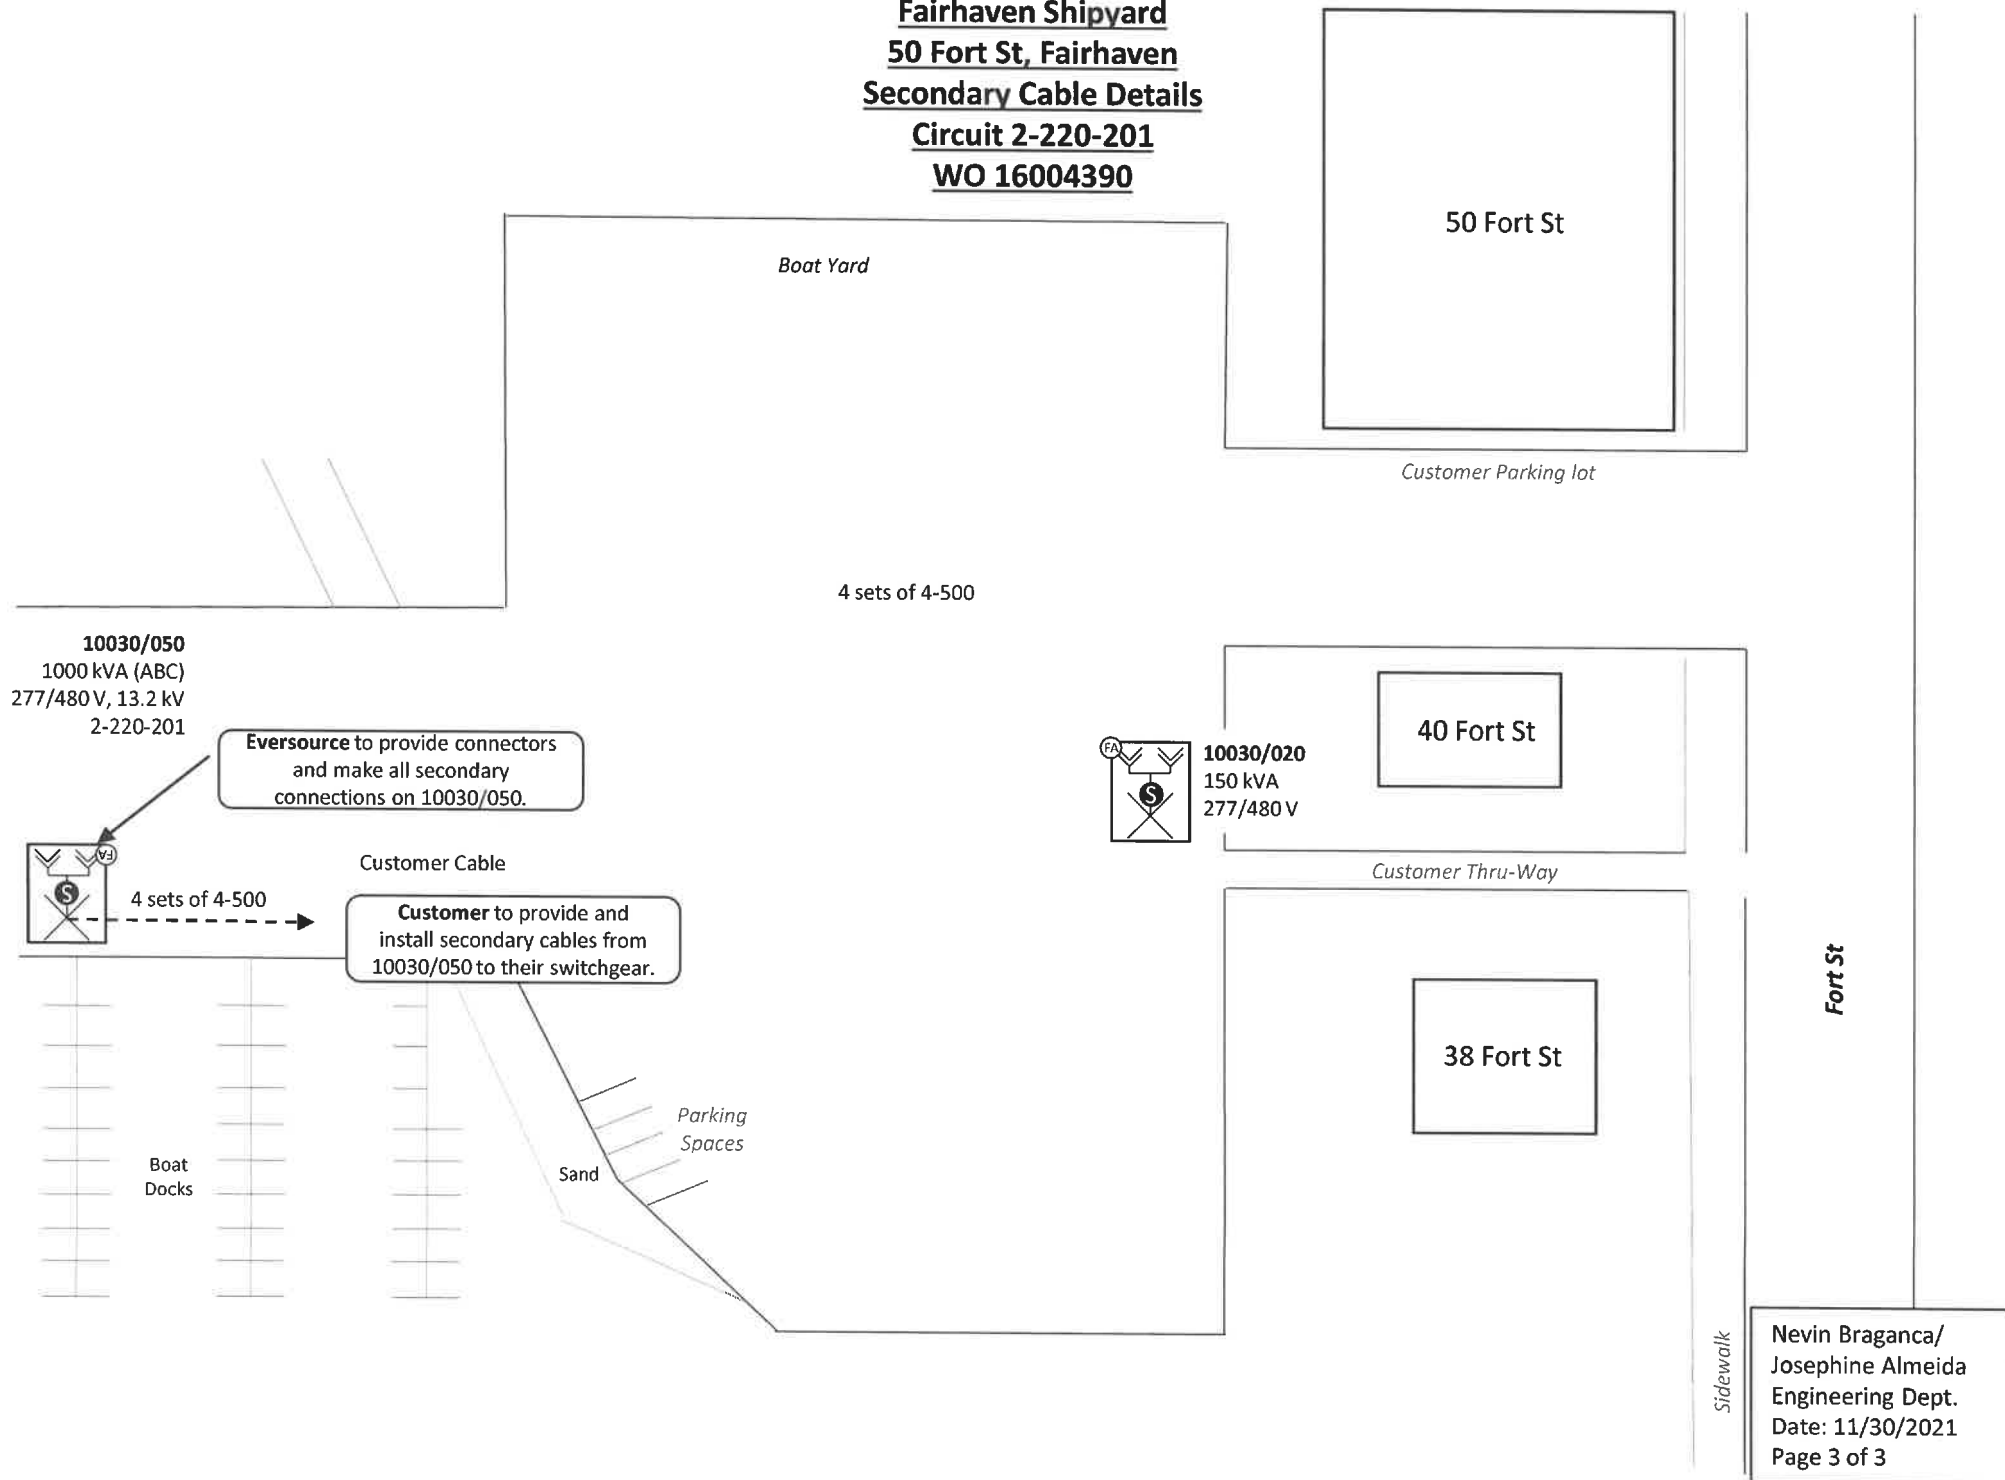 Fairhaven Shipyard
50 Fort St, Fairhaven
Secondary Cable Details
Circuit 2-220-201
WO 16004390
50 Fort St
Boat Yard
Customer Parking lot
4 sets of 4-500
10030/050
1000 kVA (ABC)
277/480 V, 13.2 kV
2-220-201
Eversource to provide connectors
and make all secondary
connections on 10030/050.
FA
S
4 sets of 4-500
Customer Cable
Customer to provide and
install secondary cables from
10030/050 to their switchgear.
FA
S
10030/020
150 kVA
277/480 V
40 Fort St
Customer Thru-Way
38 Fort St
Fort St
Parking
Spaces
Sand
Boat
Docks
Sidewalk
Nevin Braganca/
Josephine Almeida
Engineering Dept.
Date: 11/30/2021
Page 3 of 3